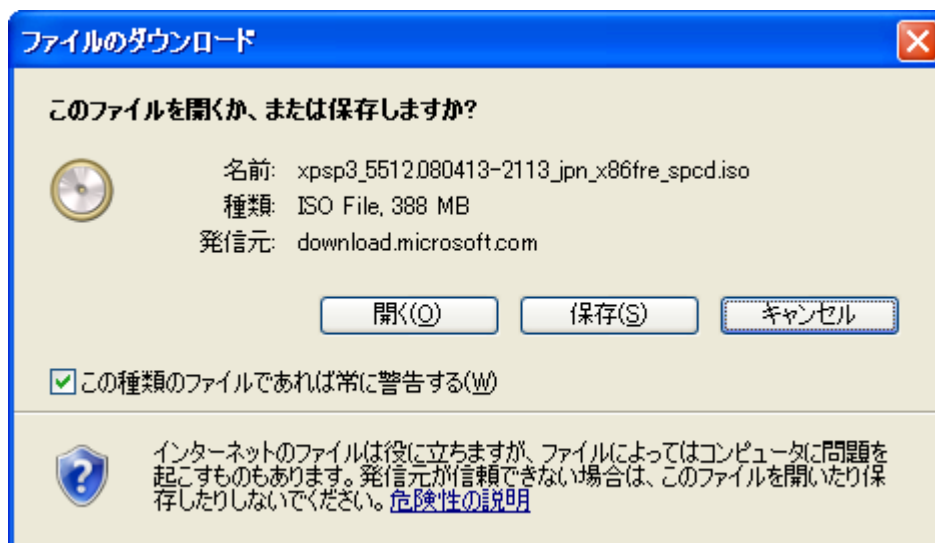 ファイルのダウンロード
このファイルを開くか、または保存しますか?
名前: xpsp3_5512.080413-2113_jpn_x86fre_spcd.iso
種類: ISO File, 388 MB
発信元: download.microsoft.com
開く(O) 保存(S) キャンセル
この種類のファイルであれば常に警告する(W)
インターネットのファイルは役に立ちますが、ファイルによってはコンピュータに問題を
起こすものもあります。発信元が信頼できない場合は、このファイルを開いたり保
存したりしないでください。危険性の説明